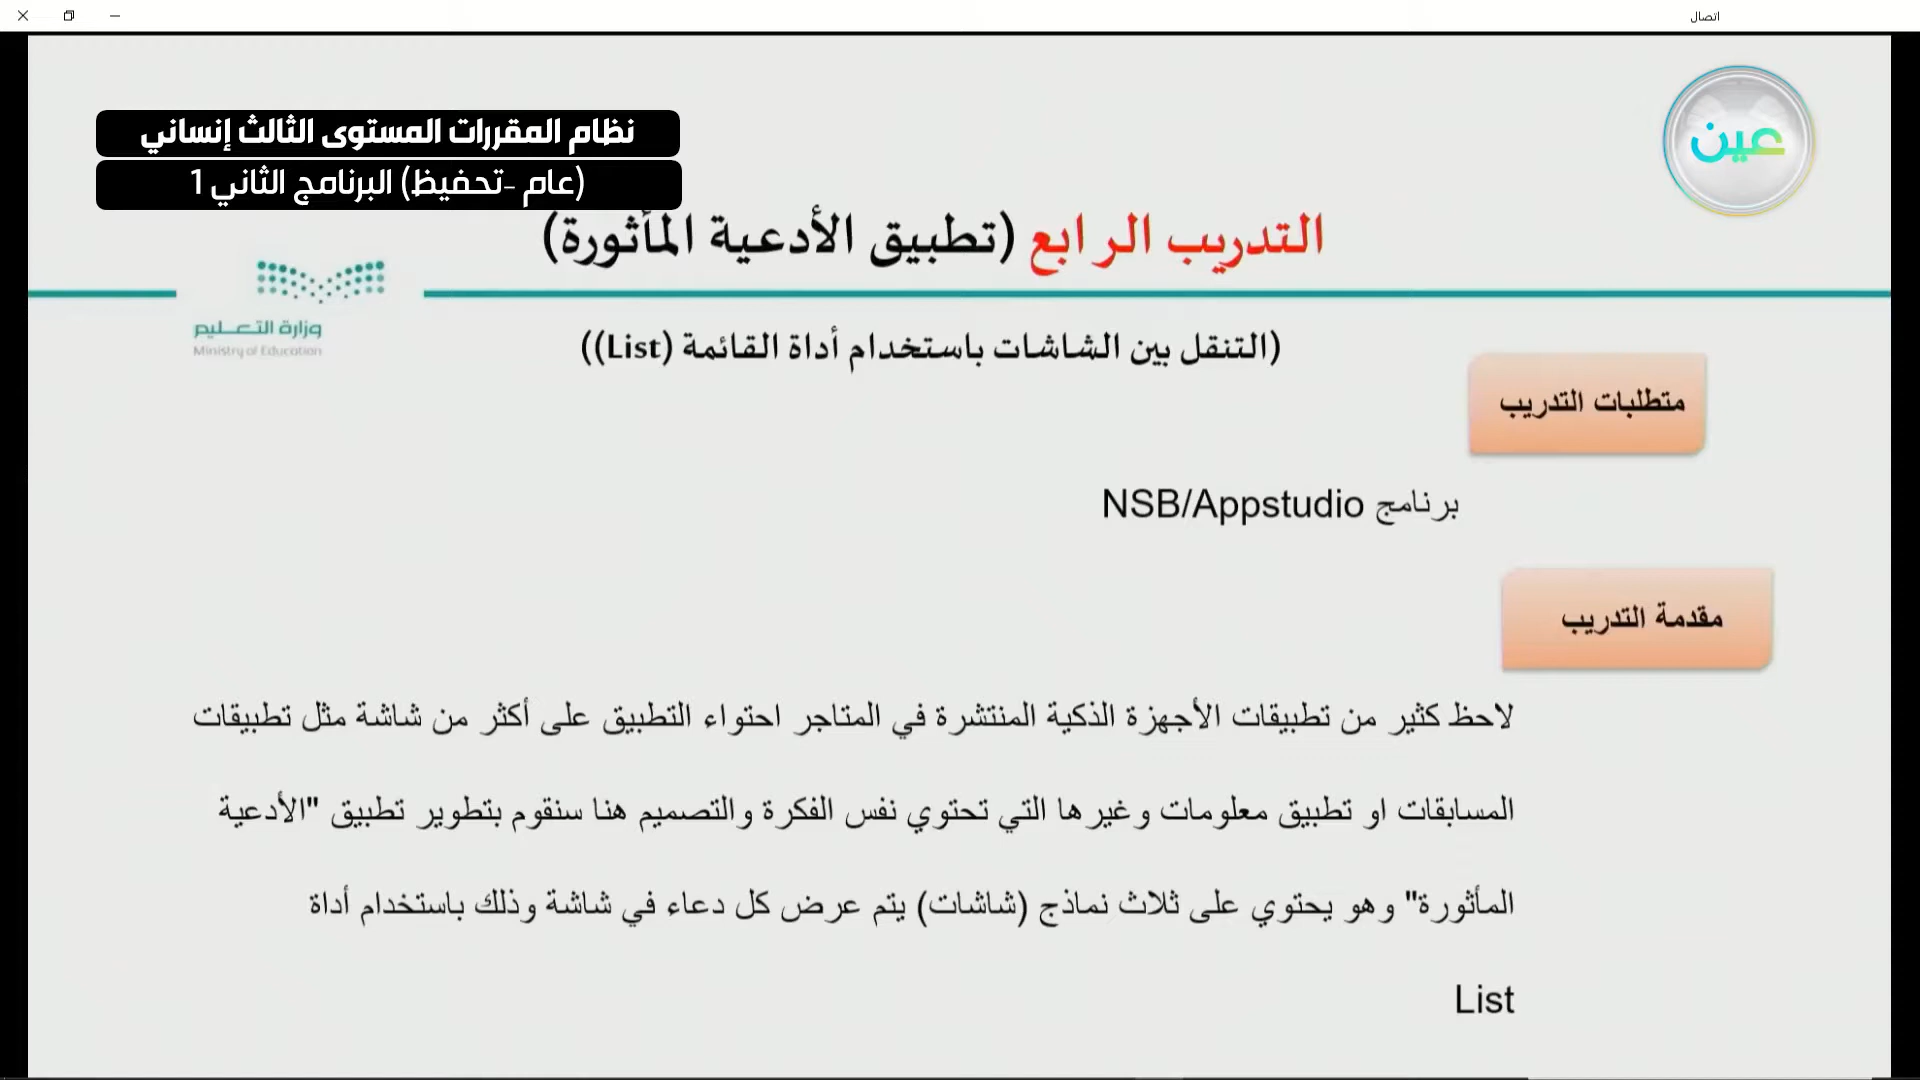 اتصال
عين
نظام المقررات المستوى الثالث إنساني
(عام -تحفيظ) البرنامج الثاني 1
التدريب الرابع (تطبيق الأدعية المأثورة)
وزارة التعليم
Ministry of Education
(التنقل بين الشاشات باستخدام أداة القائمة (List))
متطلبات التدريب
برنامج NSB/Appstudio
مقدمة التدريب
لاحظ كثير من تطبيقات الأجهزة الذكية المنتشرة في المتاجر احتواء التطبيق على أكثر من شاشة مثل تطبيقات
المسابقات او تطبيق معلومات وغيرها التي تحتوي نفس الفكرة والتصميم هنا سنقوم بتطوير تطبيق "الأدعية
المأثورة" وهو يحتوي على ثلاث نماذج (شاشات) يتم عرض كل دعاء في شاشة وذلك باستخدام أداة
List